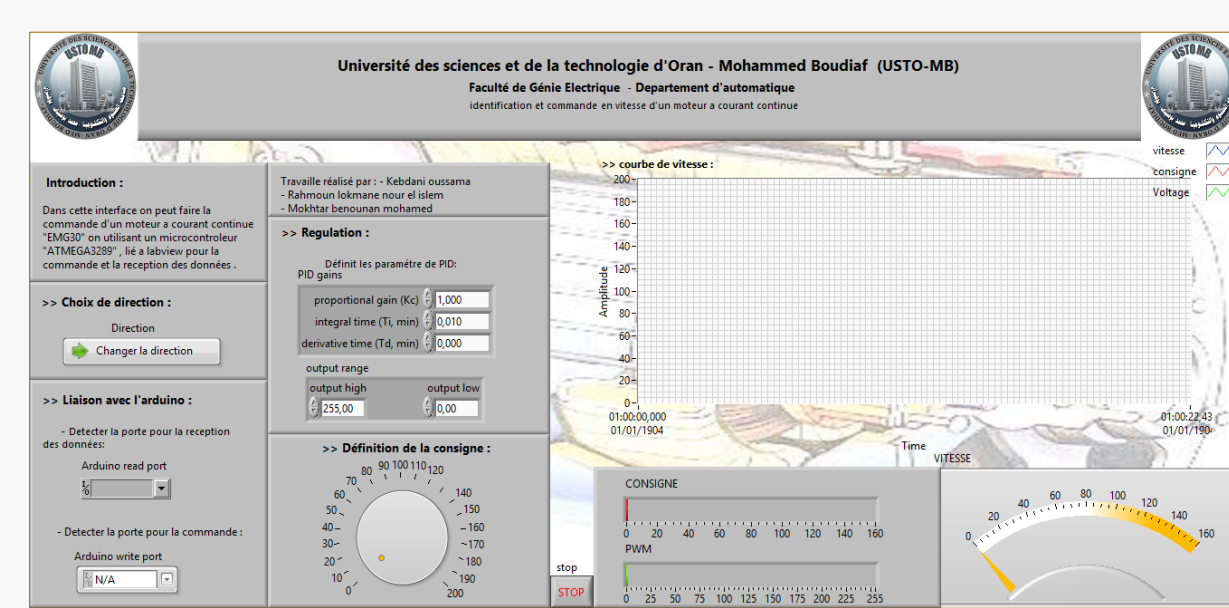 USTOMB
Université des sciences et de la technologie d'Oran - Mohammed Boudiaf (USTO-MB)
Faculté de Génie Electrique - Departement d'automatique
identification et commande en vitesse d'un moteur a courant continue
USTOMB
Introduction :
Dans cette interface on peut faire la
commande d'un moteur a courant continue
"EMG30" on utilisant un microcontroleur
"ATMEGA3289" , lié a labview pour la
commande et la reception des données .
>> Choix de direction :
Direction
Changer la direction
>> Liaison avec l'arduino :
- Detecter la porte pour la reception
des données:
Arduino read port
- Detecter la porte pour la commande :
Arduino write port
N/A
Travaille réalisé par : - Kebdani oussama
- Rahmoun lokmane nour el islem
- Mokhtar benounan mohamed
>> Regulation :
Définit les paramétre de PID:
PID gains
proportional gain (Kc) 1,000
integral time (Ti, min) 0,010
derivative time (Td, min) 0,000
output range
output high output low
255,00 0,00
>> Définition de la consigne :
0 10 20 30 40 50 60 70 80 90 100 110 120 140 150 160 170 180 190 200
stop
STOP
>> courbe de vitesse :
vitesse
consigne
Voltage
Amplitude
200
180
160
140
120
100
80
60
40
20
0
01:00:00,000 01:00:22,43
01/01/1904 01/01/190
Time
CONSIGNE
0 20 40 60 80 100 120 140 160
PWM
0 25 50 75 100 125 150 175 200 225 255
VITESSE
0 20 40 60 80 100 120 140 160